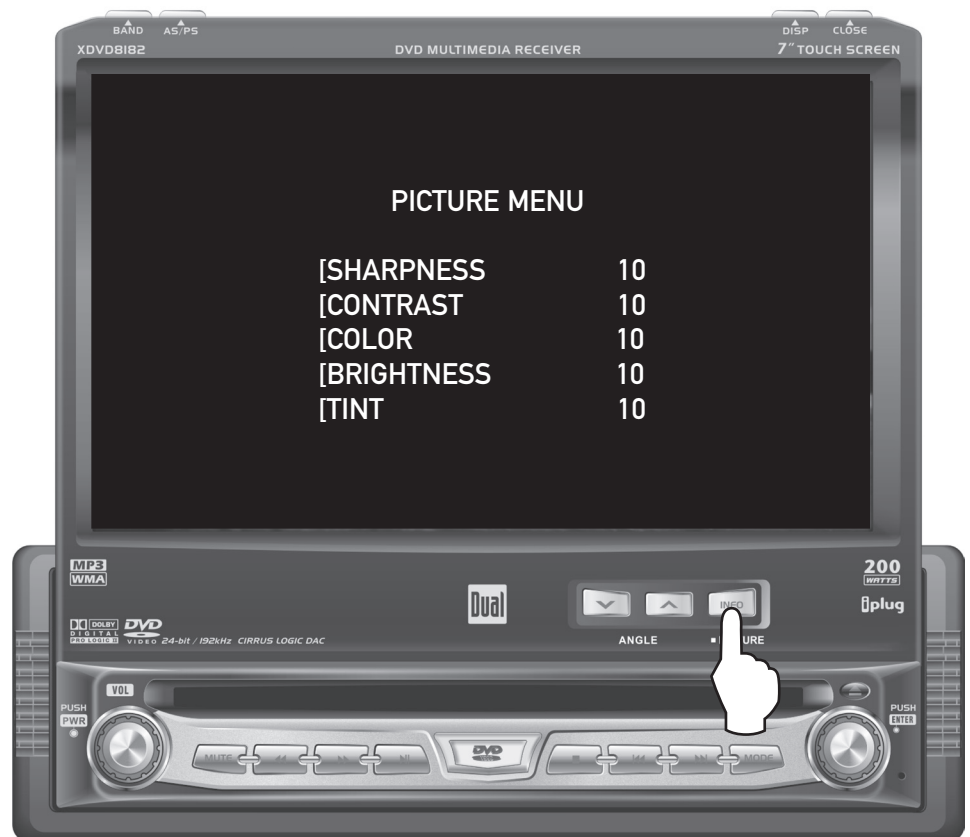 BAND AS/PS DISP CLOSE
XDVD8182 DVD MULTIMEDIA RECEIVER 7" TOUCH SCREEN
PICTURE MENU
[SHARPNESS 10
[CONTRAST 10
[COLOR 10
[BRIGHTNESS 10
[TINT 10
MP3
WMA
200
WATTS
Dual
INFO
iplug
DOLBY
DIGITAL
PRO LOGIC II
DVD
VIDEO
24-bit / 192kHz CIRRUS LOGIC DAC
ANGLE
VOL
PUSH
PWR
PUSH
ENTER
MUTE
DVD
MODE